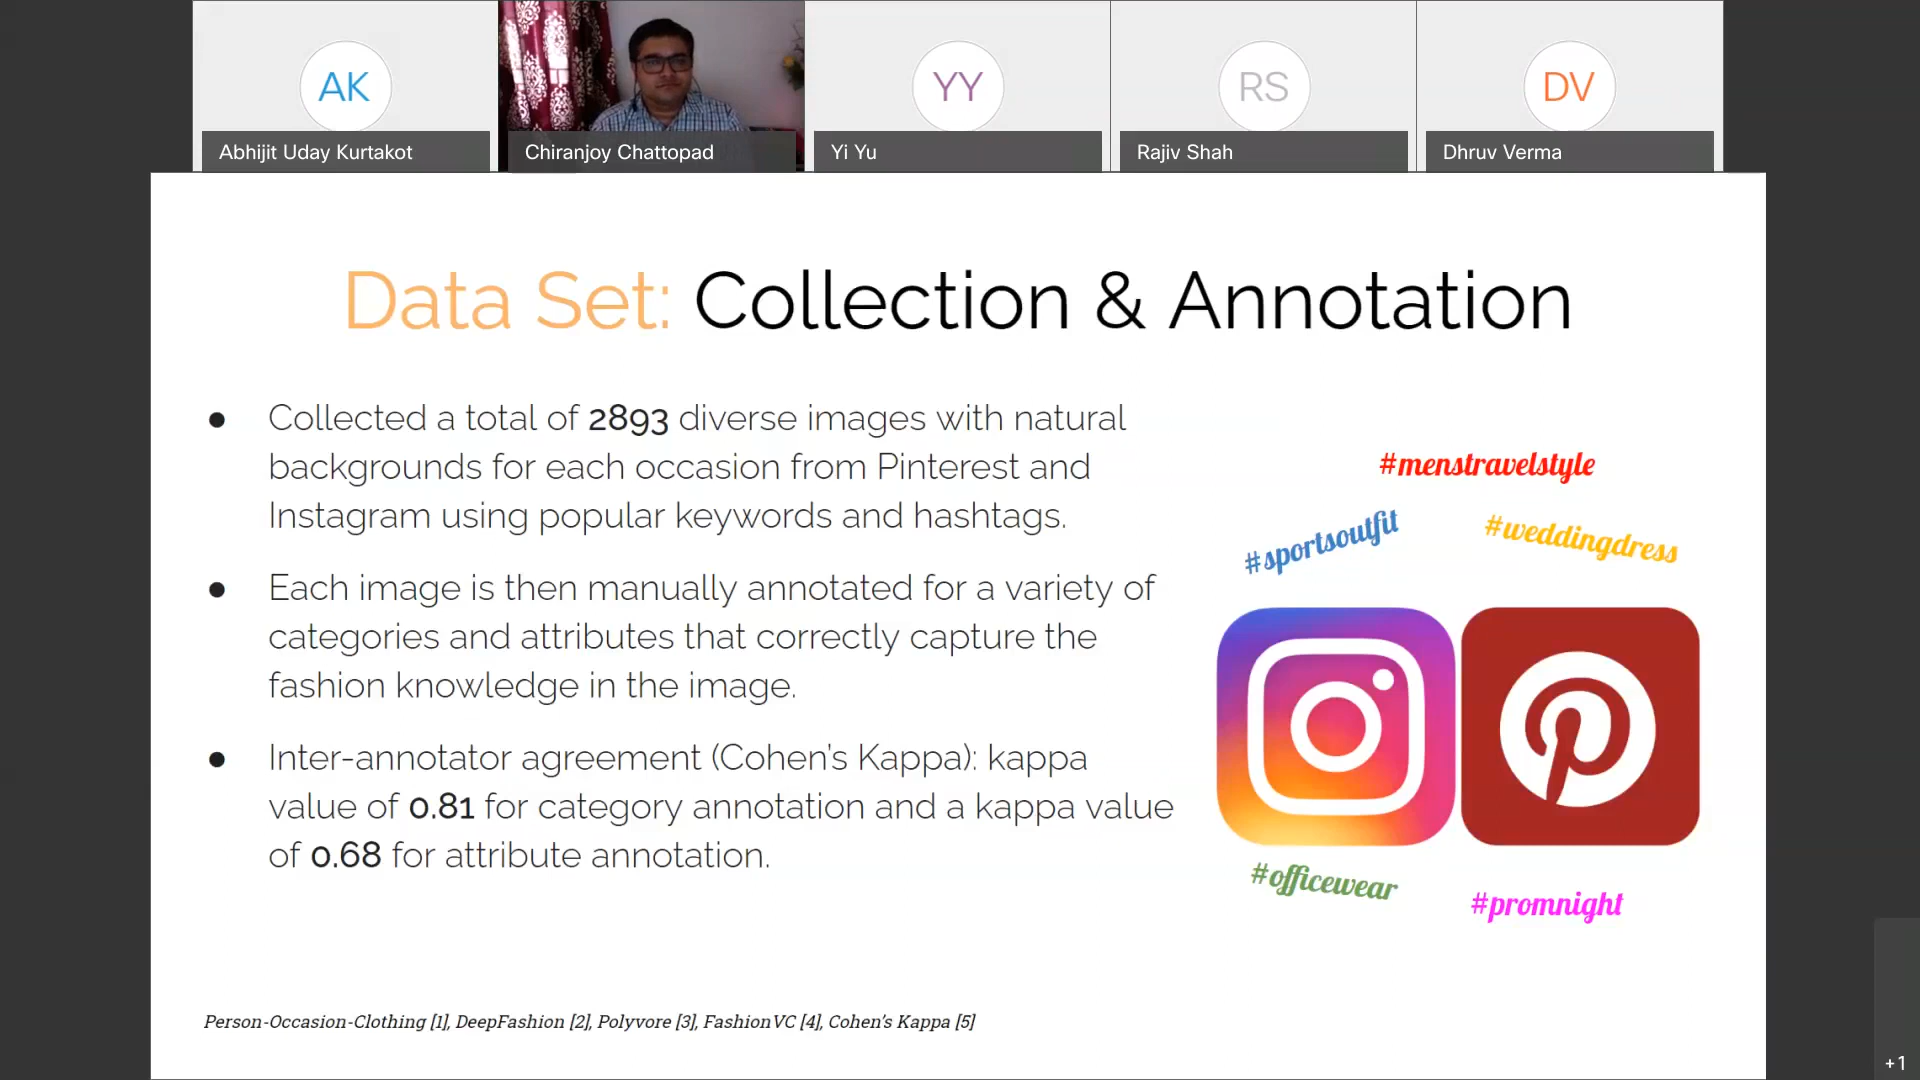 AK
YY
RS
DV
Abhijit Uday Kurtakot
Chiranjoy Chattopad
Yi Yu
Rajiv Shah
Dhruv Verma
Data Set: Collection & Annotation
● Collected a total of 2893 diverse images with natural
backgrounds for each occasion from Pinterest and
Instagram using popular keywords and hashtags.
● Each image is then manually annotated for a variety of
categories and attributes that correctly capture the
fashion knowledge in the image.
● Inter-annotator agreement (Cohen's Kappa): kappa
value of 0.81 for category annotation and a kappa value
of 0.68 for attribute annotation.
#menstravelstyle
#sportsoutfit
#weddingdress
#officewear
#promnight
Person-Occasion-Clothing [1], DeepFashion [2], Polyvore [3], FashionVC [4], Cohen's Kappa [5]
+1